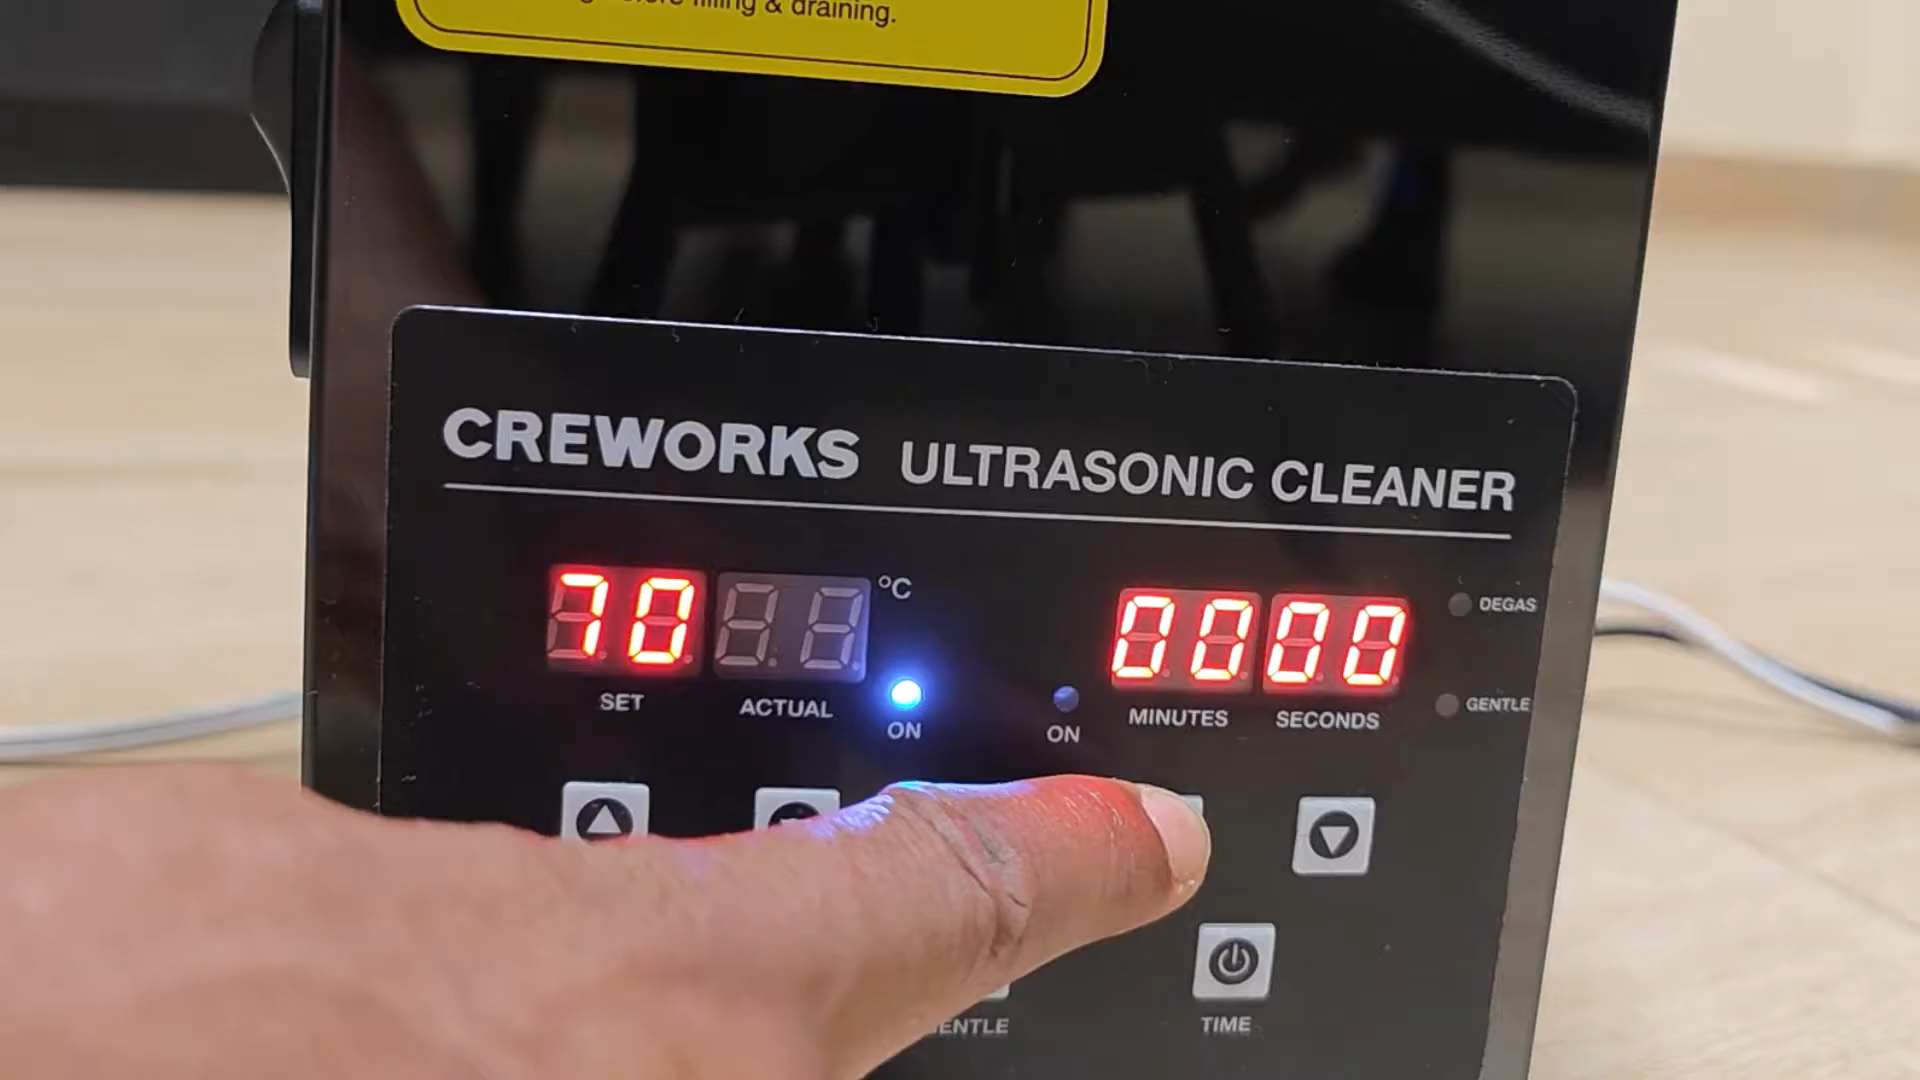 filling & draining.
CREWORKS ULTRASONIC CLEANER
70 °C 0000 DEGAS
SET ACTUAL ON ON MINUTES SECONDS GENTLE
TIME